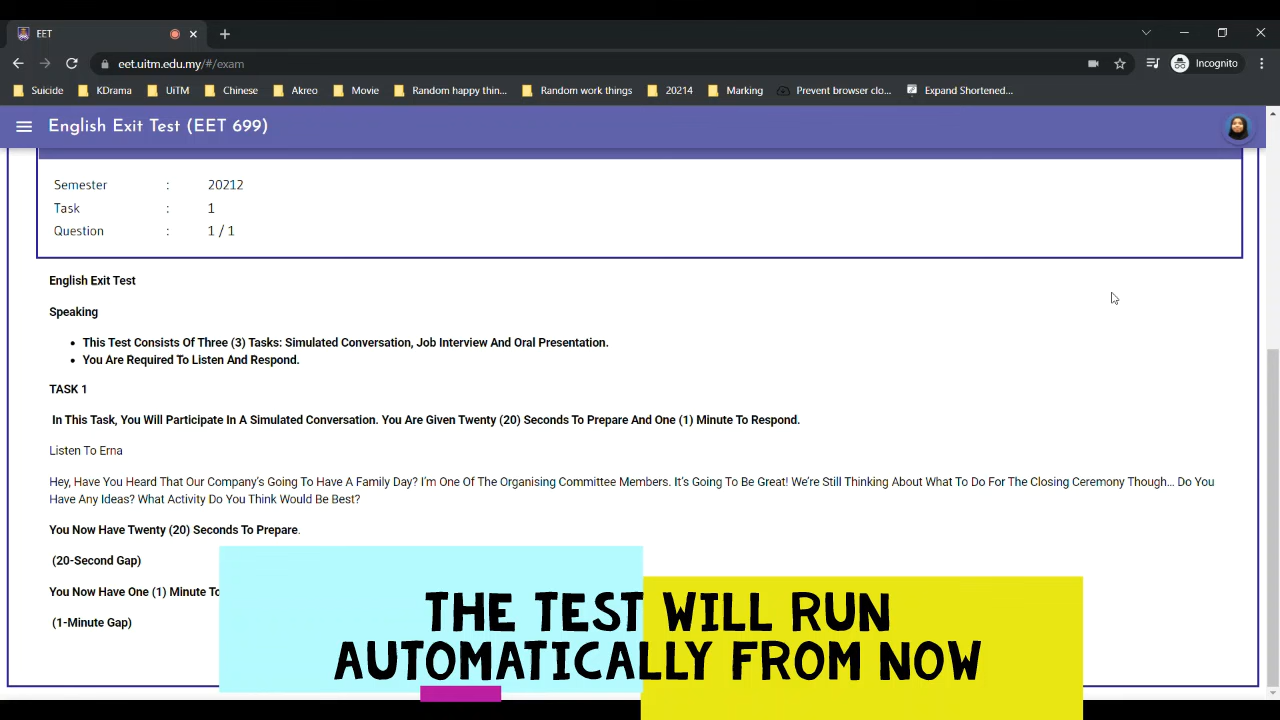 EET
eet.uitm.edu.my/#/exam
Incognito
Suicide
KDrama
UiTM
Chinese
Akreo
Movie
Random happy thin...
Random work things
20214
Marking
Prevent browser clo...
Expand Shortened...
English Exit Test (EET 699)
Semester : 20212
Task : 1
Question : 1 / 1
English Exit Test
Speaking
• This Test Consists Of Three (3) Tasks: Simulated Conversation, Job Interview And Oral Presentation.
• You Are Required To Listen And Respond.
TASK 1
In This Task, You Will Participate In A Simulated Conversation. You Are Given Twenty (20) Seconds To Prepare And One (1) Minute To Respond.
Listen To Erna
Hey, Have You Heard That Our Company's Going To Have A Family Day? I'm One Of The Organising Committee Members. It's Going To Be Great! We're Still Thinking About What To Do For The Closing Ceremony Though... Do You
Have Any Ideas? What Activity Do You Think Would Be Best?
You Now Have Twenty (20) Seconds To Prepare.
(20-Second Gap)
You Now Have One (1) Minute To
(1-Minute Gap)
THE TEST WILL RUN
AUTOMATICALLY FROM NOW